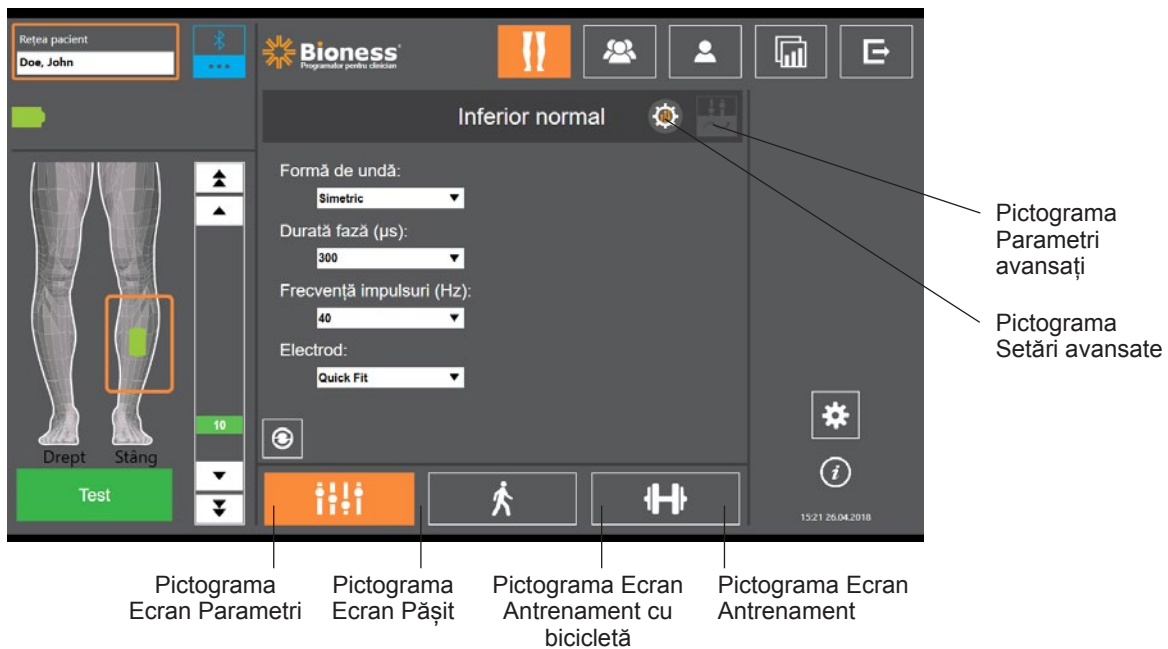 Rețea pacient
Doe, John
Bioness
Programator pentru clinician
Inferior normal
Formă de undă:
Simetric
Durată fază (µs):
300
Frecvență impulsuri (Hz):
40
Electrod:
Quick Fit
10
Drept Stâng
Test
15:21 26.04.2018
Pictograma
Parametri
avansați
Pictograma
Setări avansate
Pictograma
Ecran Parametri
Pictograma
Ecran Pășit
Pictograma Ecran
Antrenament cu
bicicletă
Pictograma Ecran
Antrenament